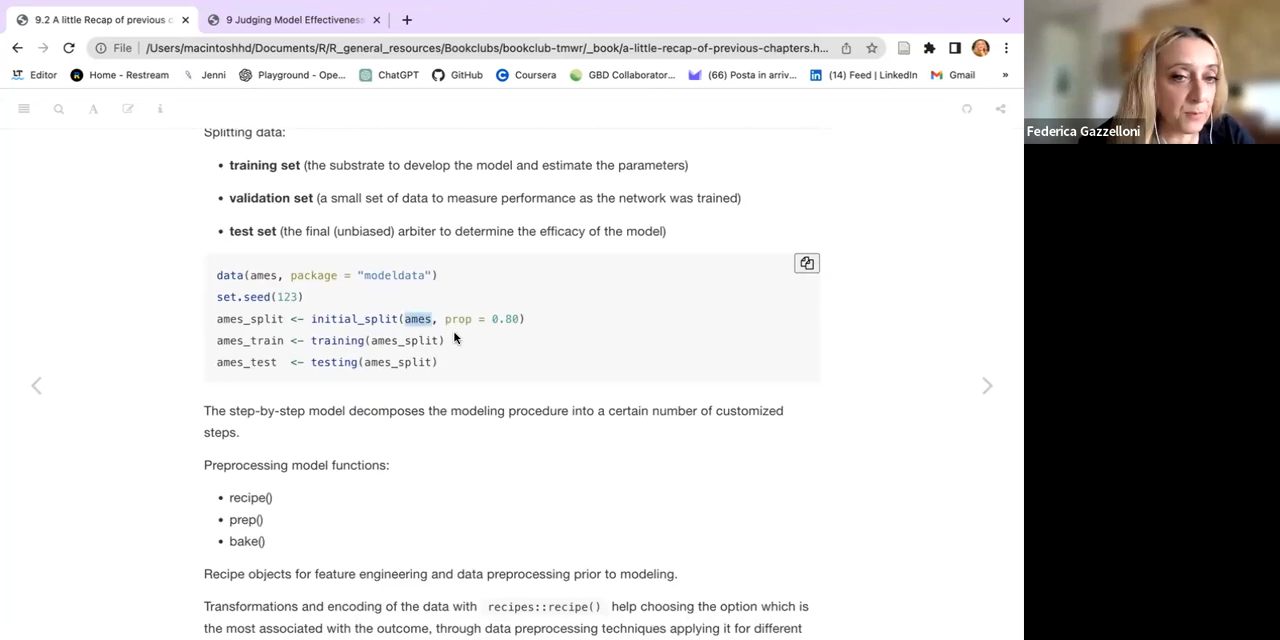 9.2 A little Recap of previous c
9 Judging Model Effectiveness
File
/Users/macintoshhd/Documents/R/R_general_resources/Bookclubs/bookclub-tmwr/_book/a-little-recap-of-previous-chapters.h...
Editor
Home - Restream
Jenni
Playground - Ope...
ChatGPT
GitHub
Coursera
GBD Collaborator...
(66) Posta in arriv...
(14) Feed | LinkedIn
Gmail
»
Federica Gazzelloni
Splitting data:
• training set (the substrate to develop the model and estimate the parameters)
• validation set (a small set of data to measure performance as the network was trained)
• test set (the final (unbiased) arbiter to determine the efficacy of the model)
data(ames, package = "modeldata")
set.seed(123)
ames_split <- initial_split(ames, prop = 0.80)
ames_train <- training(ames_split)
ames_test  <- testing(ames_split)
The step-by-step model decomposes the modeling procedure into a certain number of customized
steps.
Preprocessing model functions:
• recipe()
• prep()
• bake()
Recipe objects for feature engineering and data preprocessing prior to modeling.
Transformations and encoding of the data with recipes::recipe() help choosing the option which is
the most associated with the outcome, through data preprocessing techniques applying it for different